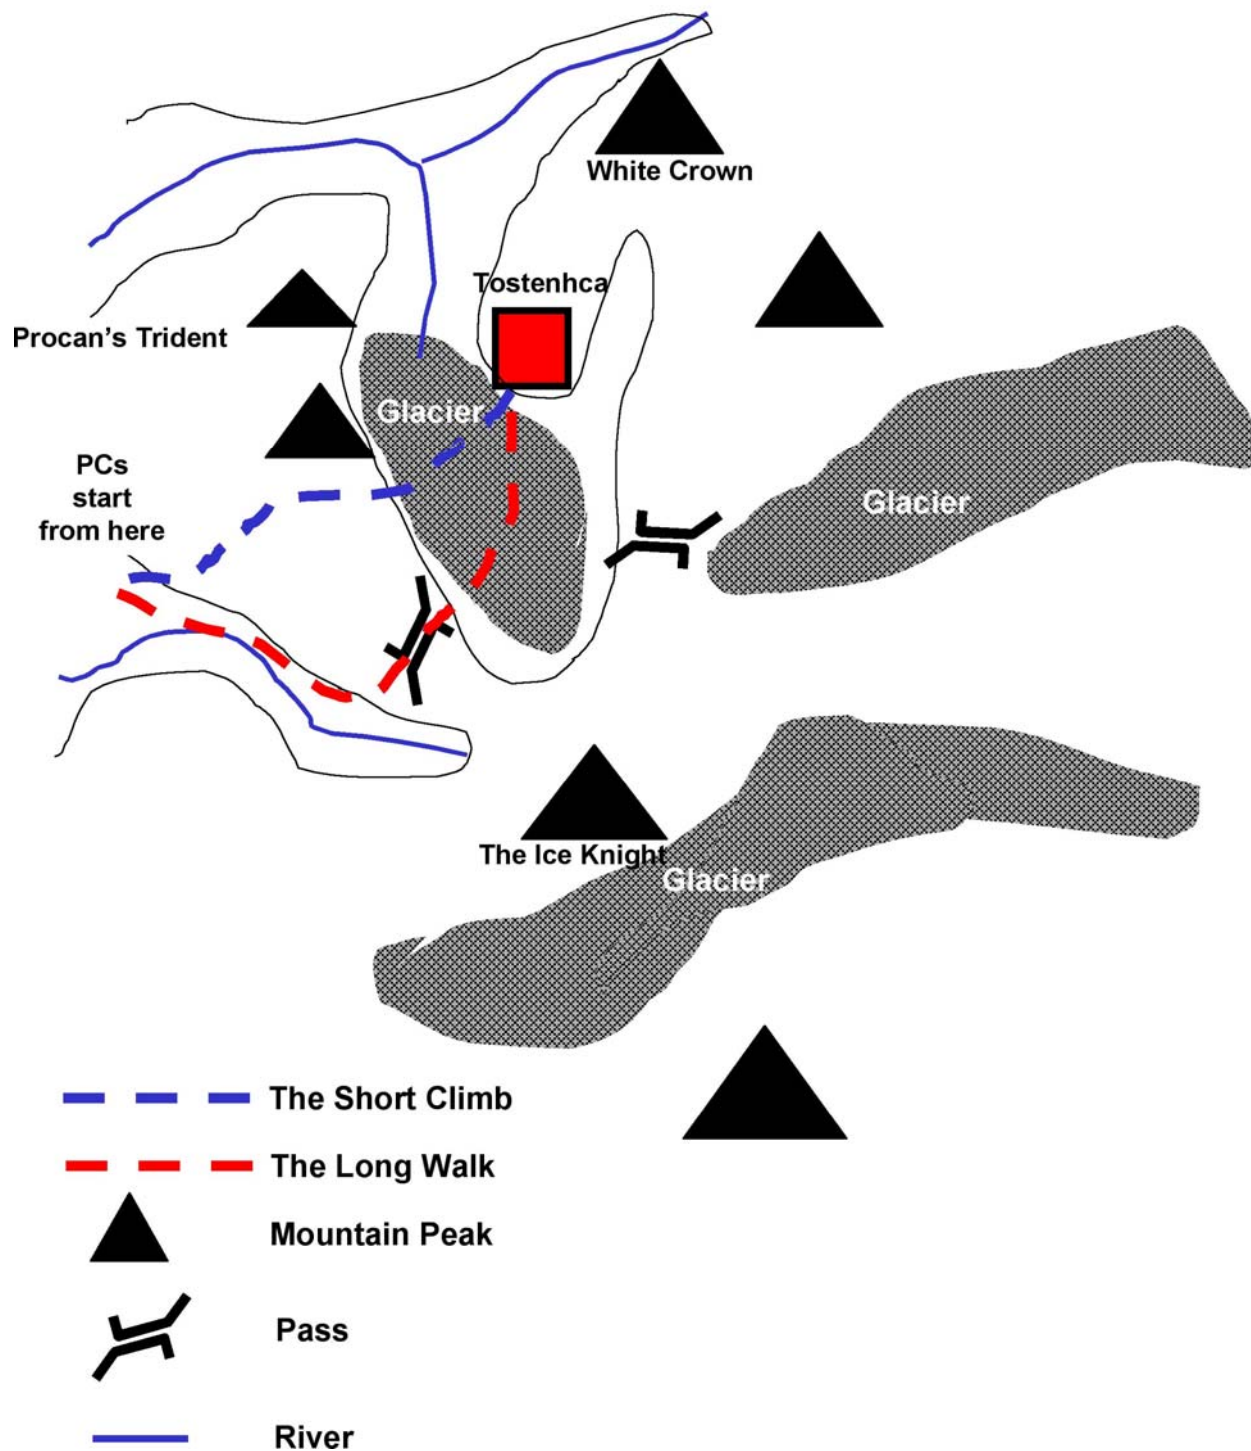 White Crown
Tostenhca
Procan's Trident
Glacier
PCs
start
from here
Glacier
The Ice Knight
Glacier
The Short Climb
The Long Walk
Mountain Peak
Pass
River